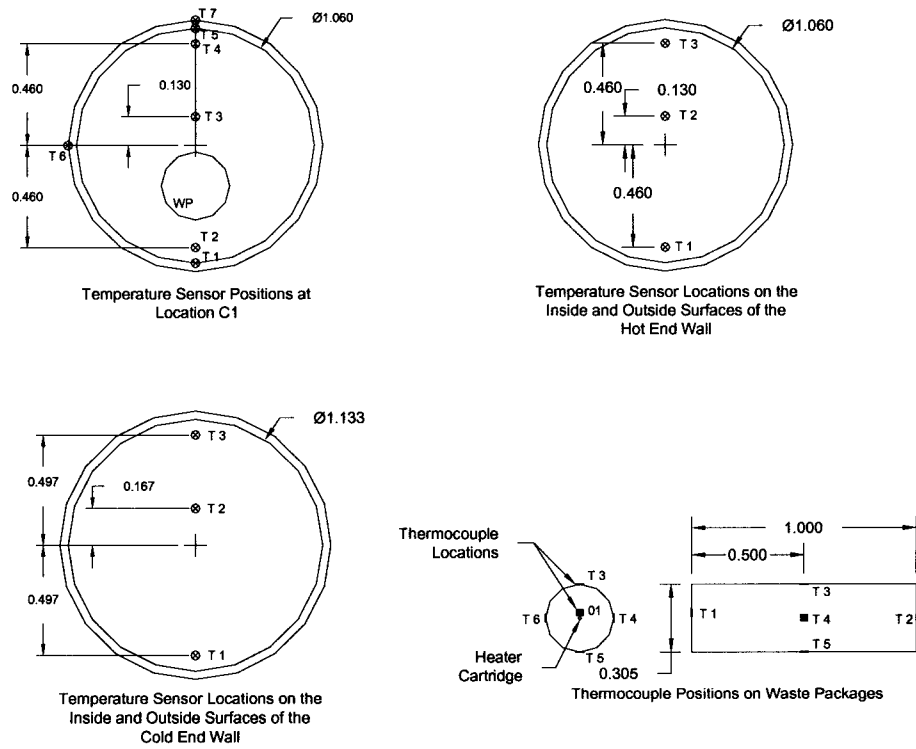 T 7
Ø1.060
T 5
T 4
0.460
0.130
T 3
T 6
0.460
WP
T 2
T 1
Temperature Sensor Positions at
Location C1
Ø1.060
T 3
0.460
0.130
T 2
0.460
T 1
Temperature Sensor Locations on the
Inside and Outside Surfaces of the
Hot End Wall
Ø1.133
T 3
0.497
0.167
T 2
0.497
T 1
Temperature Sensor Locations on the
Inside and Outside Surfaces of the
Cold End Wall
Thermocouple
Locations
T 3
01
T 6
T 4
T 5
Heater
Cartridge
1.000
0.500
T 3
T 1
T 4
T 2
T 5
0.305
Thermocouple Positions on Waste Packages